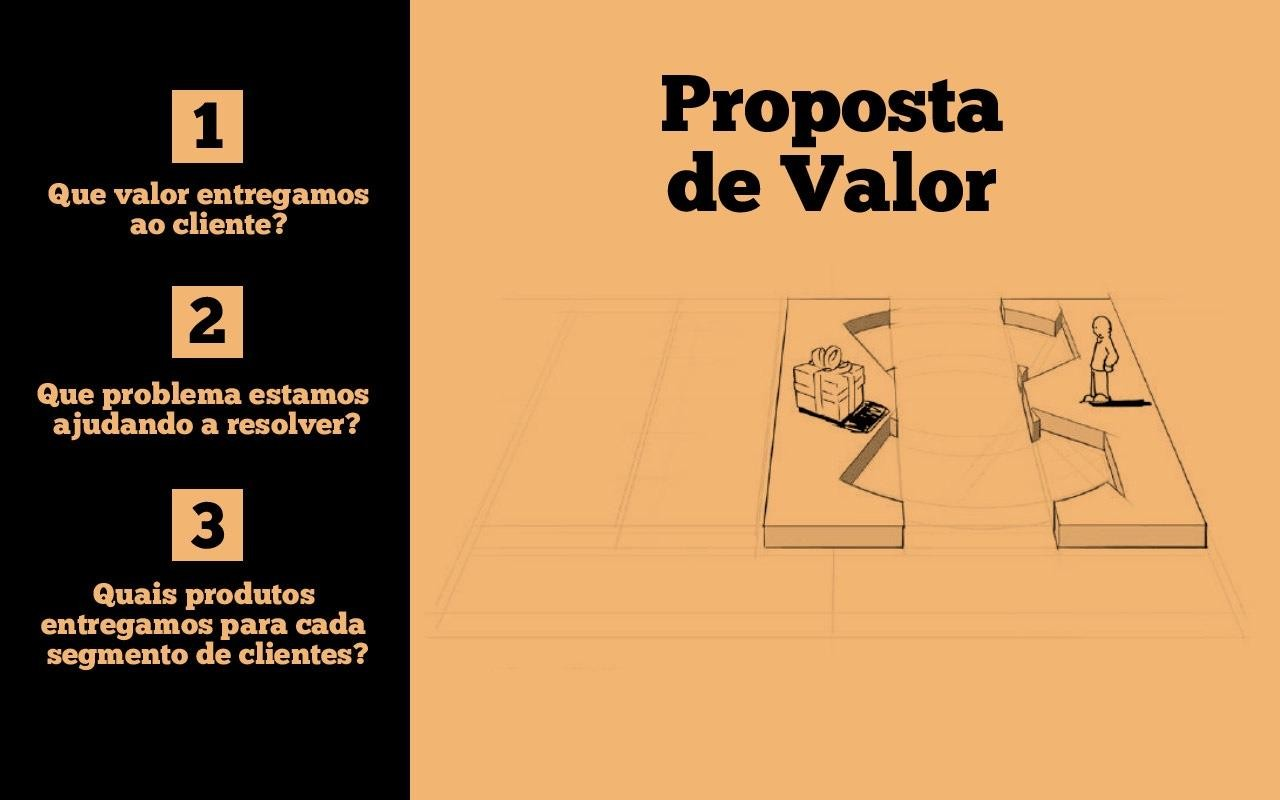 1
Que valor entregamos
ao cliente?
2
Que problema estamos
ajudando a resolver?
3
Quais produtos
entregamos para cada
segmento de clientes?
Proposta
de Valor